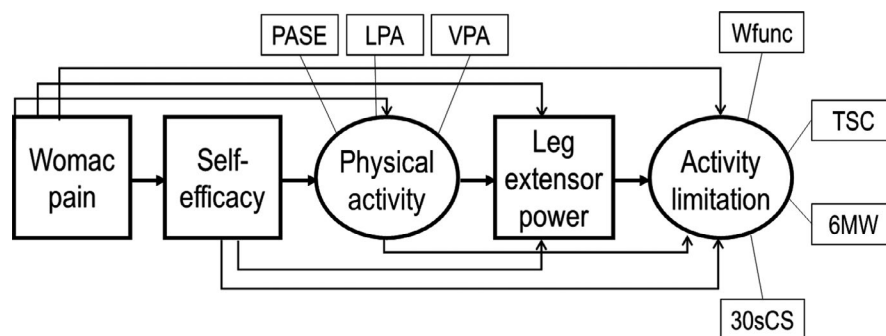 PASE
LPA
VPA
Wfunc
TSC
Womac
pain
Self-
efficacy
Physical
activity
Leg
extensor
power
Activity
limitation
6MW
30sCS